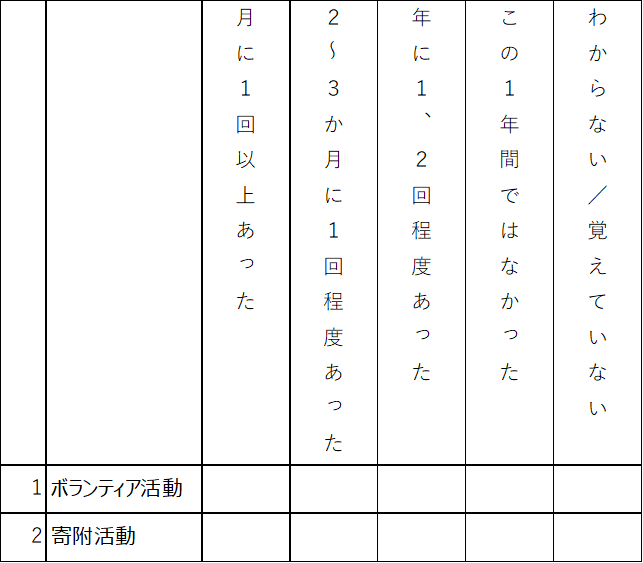 月に1回以上あった
2～3か月に1回程度あった
年に1、2回程度あった
この1年間ではなかった
わからない／覚えていない
1 ボランティア活動
2 寄附活動